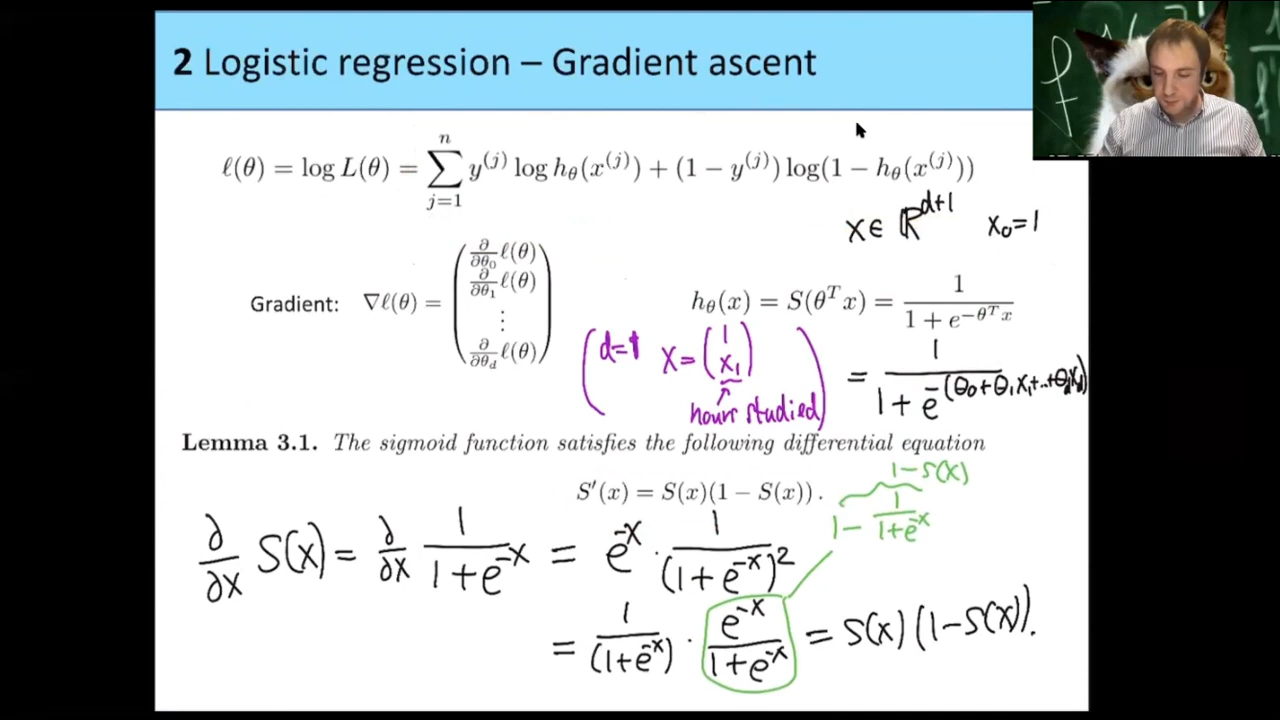 2 Logistic regression – Gradient ascent
ℓ(θ) = log L(θ) = ∑_{j=1}^{n} y^{(j)} log h_θ(x^{(j)}) + (1 − y^{(j)}) log(1 − h_θ(x^{(j)}))
x ∈ ℝ^{d+1} x₀=1
Gradient: ∇ℓ(θ) = ( ∂/∂θ₀ ℓ(θ) ∂/∂θ₁ ℓ(θ) ⋮ ∂/∂θ_d ℓ(θ) )
h_θ(x) = S(θ^T x) = 1 / (1 + e^{−θ^T x})
( d=1 x = (1 x₁) )
hours studied
= 1 / (1 + e^{−(θ₀+θ₁x₁+..+θ_d x_d)})
Lemma 3.1. The sigmoid function satisfies the following differential equation
S′(x) = S(x)(1 − S(x)) .
1−S(x)
1 − 1/(1+e^{−x})
∂/∂x S(x) = ∂/∂x 1/(1+e^{−x}) = e^{−x} · 1/(1+e^{−x})²
= 1/(1+e^{−x}) · e^{−x}/(1+e^{−x}) = S(x)(1−S(x)).